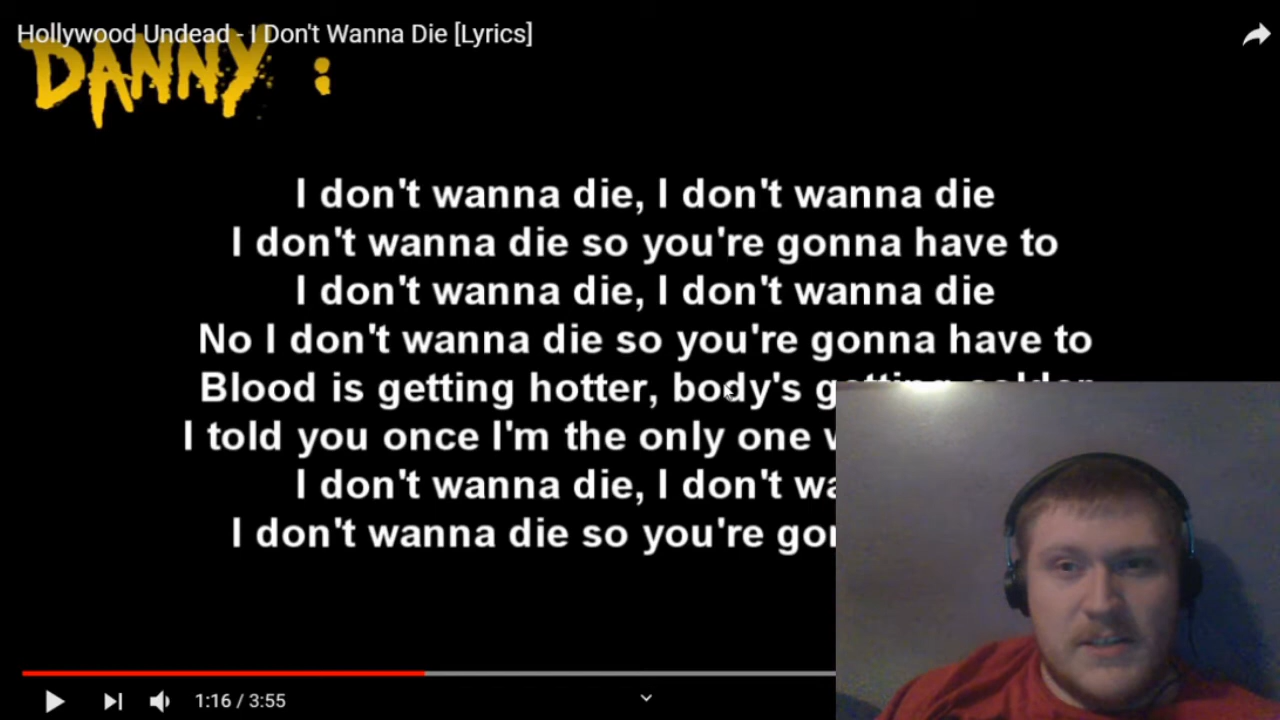 Hollywood Undead - I Don't Wanna Die [Lyrics]
DANNY :
I don't wanna die, I don't wanna die
I don't wanna die so you're gonna have to
I don't wanna die, I don't wanna die
No I don't wanna die so you're gonna have to
Blood is getting hotter, body's getting colder
I told you once I'm the only one
I don't wanna die, I don't
I don't wanna die so you're
1:16 / 3:55